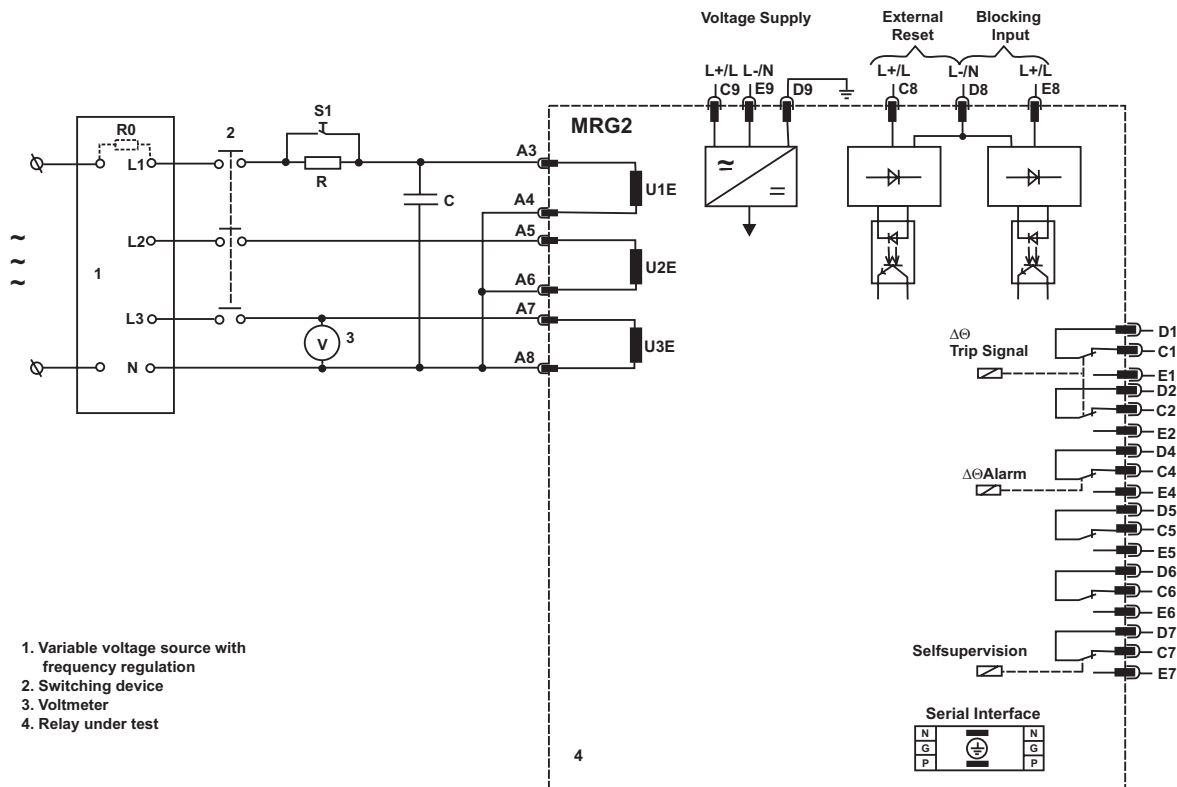 Voltage Supply
External
Reset
Blocking
Input
L+/L L-/N
C9 E9 D9
L+/L L-/N L+/L
C8 D8 E8
MRG2
R0
L1
2
S1
R
C
A3
U1E
A4
L2
A5
U2E
A6
1
~
~
~
L3
A7
V 3
U3E
N
A8
≈
=
ΔΘ
Trip Signal
D1
C1
E1
D2
C2
E2
D4
ΔΘAlarm
C4
E4
D5
C5
E5
D6
C6
E6
D7
Selfsupervision
C7
E7
Serial Interface
N N
G G
P P
1. Variable voltage source with
frequency regulation
2. Switching device
3. Voltmeter
4. Relay under test
4